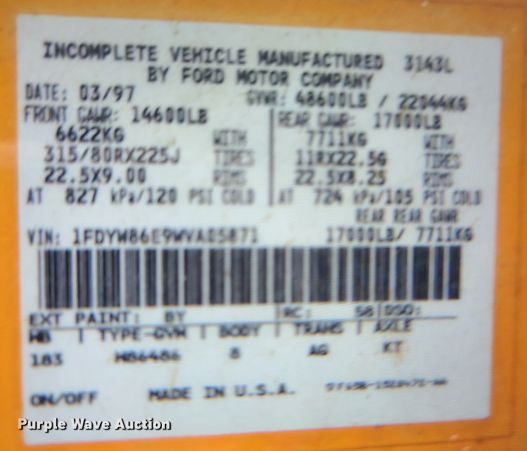 INCOMPLETE VEHICLE MANUFACTURED 3143L
BY FORD MOTOR COMPANY
DATE: 03/97 GVWR: 48600LB / 22044KG
FRONT GAWR: 14600LB REAR GAWR: 17000LB
6622KG WITH 7711KG WITH
315/80RX225J TIRES 11RX22.5G TIRES
22.5X9.00 RIMS 22.5X8.25 RIMS
AT 827 kPa/120 PSI COLD AT 724 kPa/105 PSI COLD
REAR REAR GAWR
VIN: 1FDYW86E9WVA05871 17000LB/ 7711KG
EXT PAINT: BY RC: 58 DSO:
WB TYPE-GVW BODY TRANS AXLE
183 W86486 8 AG KT
ON/OFF MADE IN U.S.A.
Purple Wave Auction